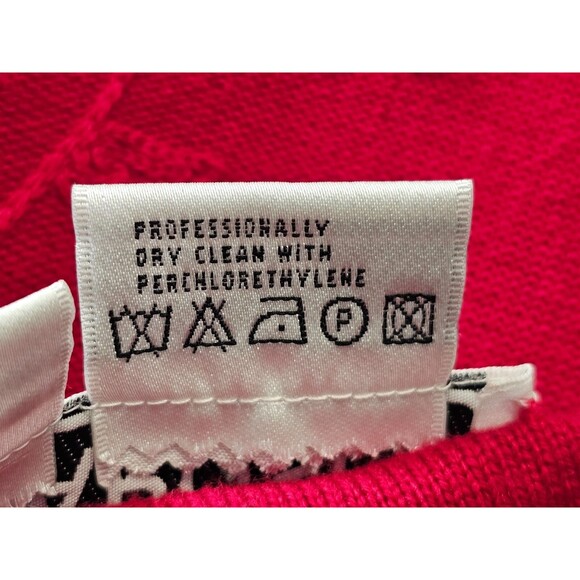 PROFESSIONALLY
DRY CLEAN WITH
PERCHLORETHYLENE
P